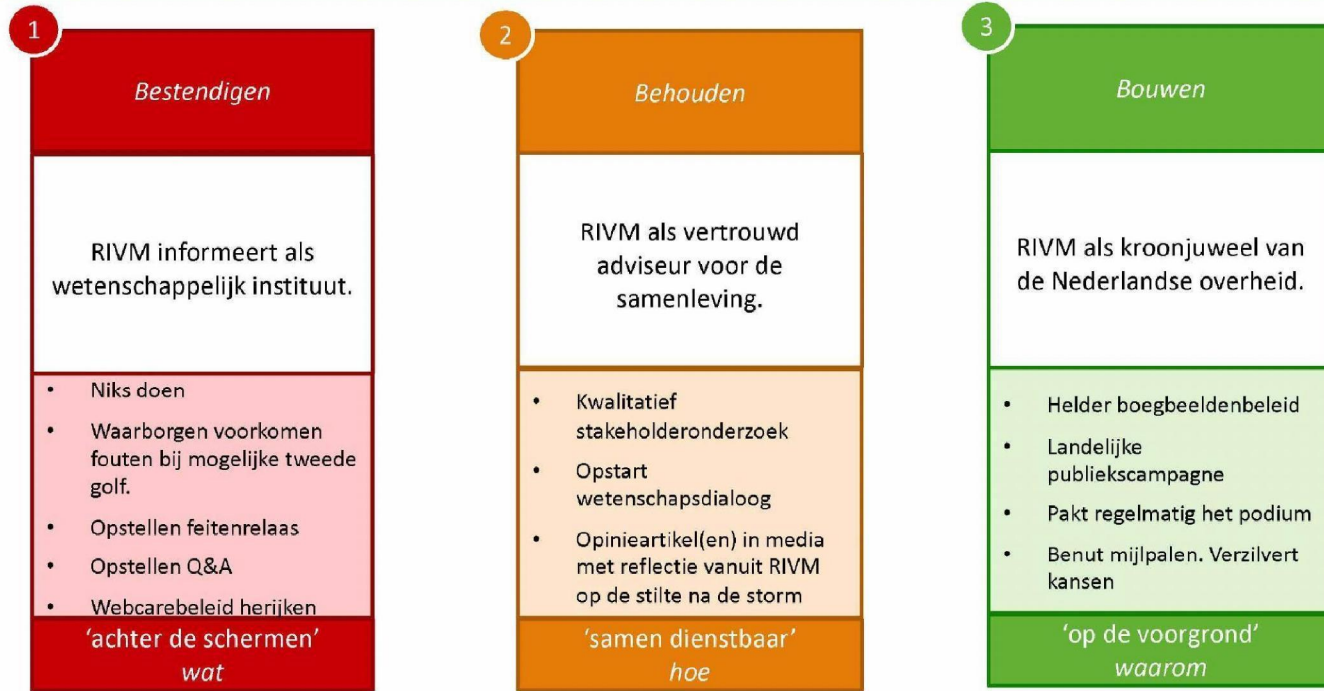 1
Bestendigen
RIVM informeert als
wetenschappelijk instituut.
• Niks doen
• Waarborgen voorkomen
fouten bij mogelijke tweede
golf.
• Opstellen feitenrelaas
• Opstellen Q&A
• Webcarebeleid herijken
‘achter de schermen’
wat
2
Behouden
RIVM als vertrouwd
adviseur voor de
samenleving.
• Kwalitatief
stakeholderonderzoek
• Opstart
wetenschapsdialoog
• Opinieartikel(en) in media
met reflectie vanuit RIVM
op de stilte na de storm
‘samen dienstbaar’
hoe
3
Bouwen
RIVM als kroonjuweel van
de Nederlandse overheid.
• Helder boegbeeldenbeleid
• Landelijke
publiekscampagne
• Pakt regelmatig het podium
• Benut mijlpalen. Verzilvert
kansen
‘op de voorgrond’
waarom